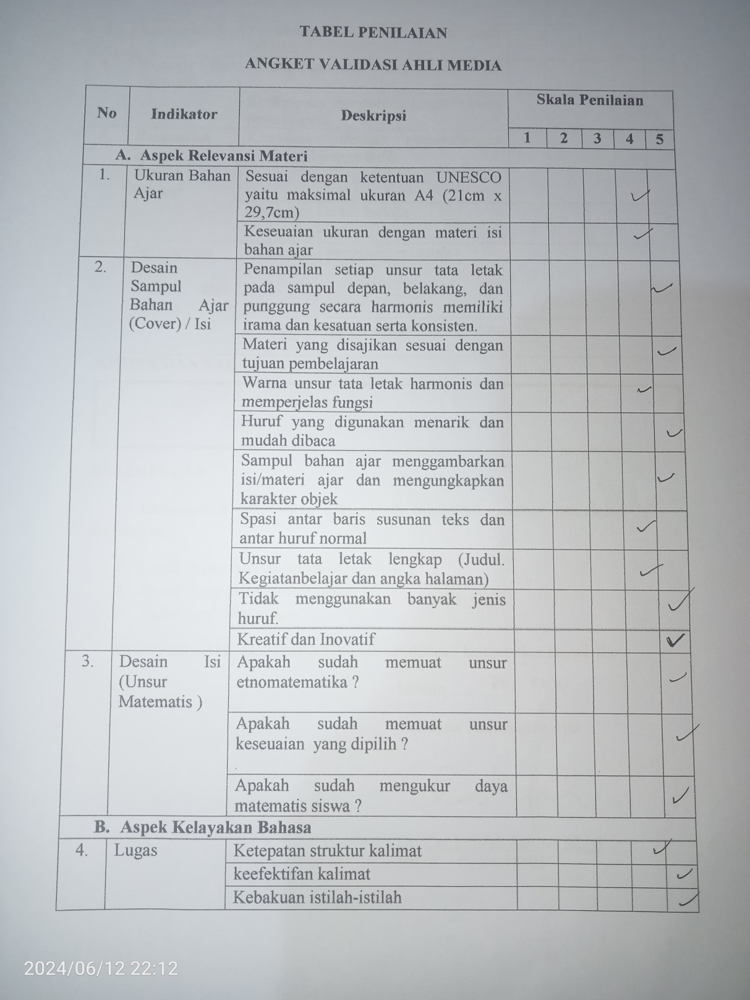 TABEL PENILAIAN
ANGKET VALIDASI AHLI MEDIA
No Indikator Deskripsi Skala Penilaian
1 2 3 4 5
A. Aspek Relevansi Materi
1. Ukuran Bahan Sesuai dengan ketentuan UNESCO
Ajar yaitu maksimal ukuran A4 (21cm x
29,7cm)
Keseuaian ukuran dengan materi isi
bahan ajar
2. Desain Penampilan setiap unsur tata letak
Sampul pada sampul depan, belakang, dan
Bahan Ajar punggung secara harmonis memiliki
(Cover) / Isi irama dan kesatuan serta konsisten.
Materi yang disajikan sesuai dengan
tujuan pembelajaran
Warna unsur tata letak harmonis dan
memperjelas fungsi
Huruf yang digunakan menarik dan
mudah dibaca
Sampul bahan ajar menggambarkan
isi/materi ajar dan mengungkapkan
karakter objek
Spasi antar baris susunan teks dan
antar huruf normal
Unsur tata letak lengkap (Judul.
Kegiatanbelajar dan angka halaman)
Tidak menggunakan banyak jenis
huruf.
Kreatif dan Inovatif
3. Desain Isi Apakah sudah memuat unsur
(Unsur etnomatematika ?
Matematis )
Apakah sudah memuat unsur
keseuaian yang dipilih ?
Apakah sudah mengukur daya
matematis siswa ?
B. Aspek Kelayakan Bahasa
4. Lugas Ketepatan struktur kalimat
keefektifan kalimat
Kebakuan istilah-istilah
2024/06/12 22:12